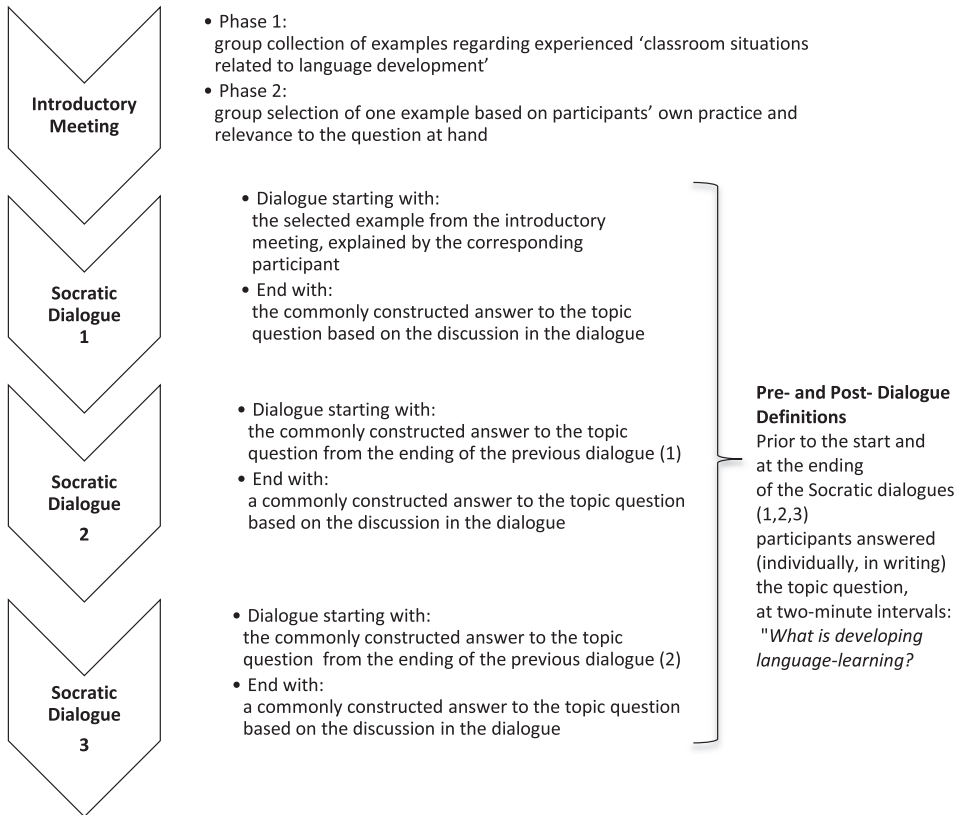 Introductory
Meeting
• Phase 1:
group collection of examples regarding experienced ‘classroom situations
related to language development’
• Phase 2:
group selection of one example based on participants’ own practice and
relevance to the question at hand
Socratic
Dialogue
1
• Dialogue starting with:
the selected example from the introductory
meeting, explained by the corresponding
participant
• End with:
the commonly constructed answer to the topic
question based on the discussion in the dialogue
Socratic
Dialogue
2
• Dialogue starting with:
the commonly constructed answer to the topic
question from the ending of the previous dialogue (1)
• End with:
a commonly constructed answer to the topic question
based on the discussion in the dialogue
Socratic
Dialogue
3
• Dialogue starting with:
the commonly constructed answer to the topic
question from the ending of the previous dialogue (2)
• End with:
a commonly constructed answer to the topic question
based on the discussion in the dialogue
Pre- and Post- Dialogue
Definitions
Prior to the start and
at the ending
of the Socratic dialogues
(1,2,3)
participants answered
(individually, in writing)
the topic question,
at two-minute intervals:
"What is developing
language-learning?